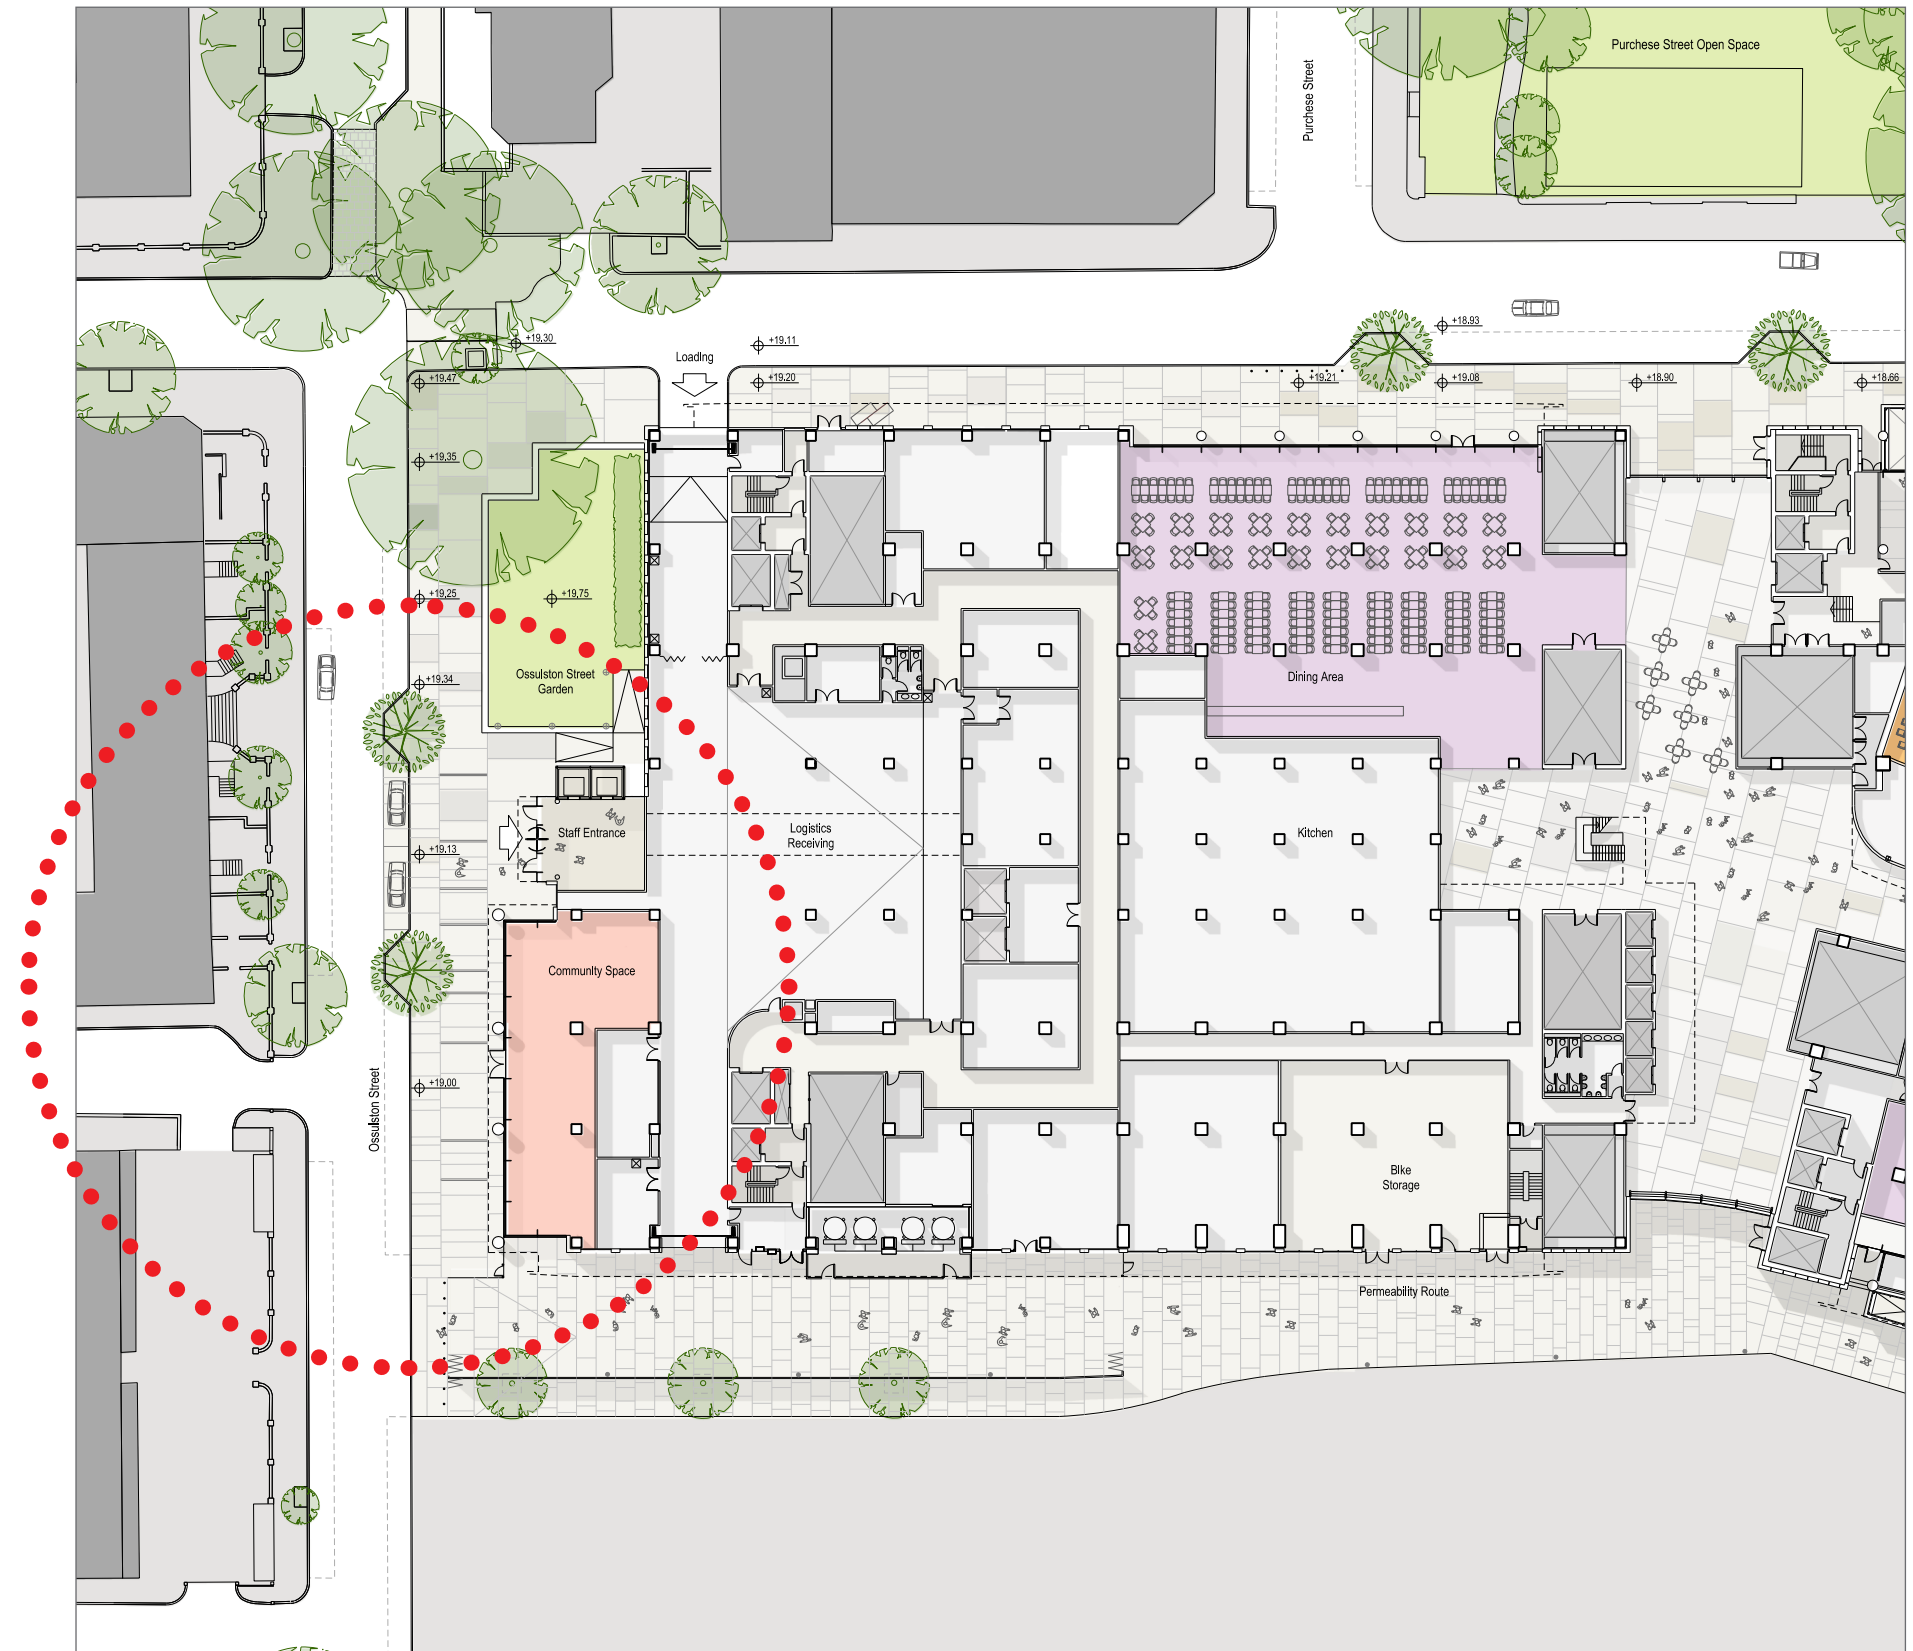 Purchese Street Open Space
Purchese Street
+18.93
+19.30
+19.11
Loading
+19.47
+19.20
+19.21
+19.08
+18.90
+18.66
+19.35
+19.25
+19.75
Ossulston Street
Garden
+19.34
Dining Area
Staff Entrance
Logistics
Receiving
Kitchen
+19.13
Community Space
+19.00
Ossulston Street
Bike
Storage
Permeability Route